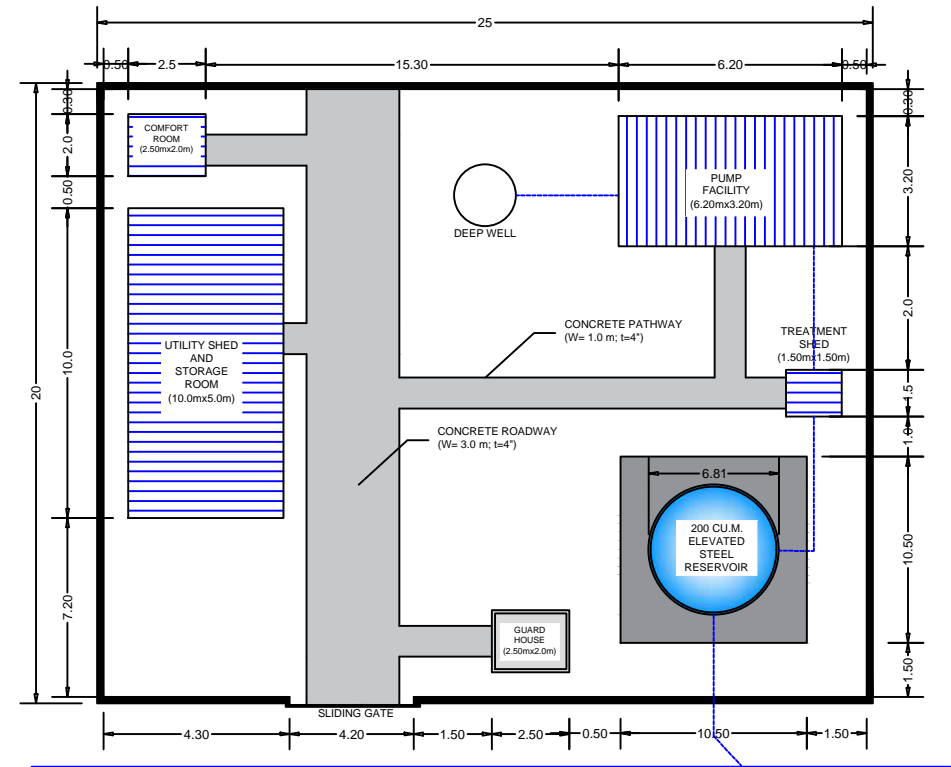 25
0.50
2.5
15.30
6.20
0.50
0.30
2.0
0.50
10.0
7.20
20
0.30
3.20
2.0
1.5
1.0
10.50
1.50
COMFORT
ROOM
(2.50mx2.0m)
PUMP
FACILITY
(6.20mx3.20m)
DEEP WELL
CONCRETE PATHWAY
(W= 1.0 m; t=4")
TREATMENT
SHED
(1.50mx1.50m)
UTILITY SHED
AND
STORAGE
ROOM
(10.0mx5.0m)
CONCRETE ROADWAY
(W= 3.0 m; t=4")
6.81
200 CU.M.
ELEVATED
STEEL
RESERVOIR
GUARD
HOUSE
(2.50mx2.0m)
SLIDING GATE
4.30
4.20
1.50
2.50
0.50
10.50
1.50